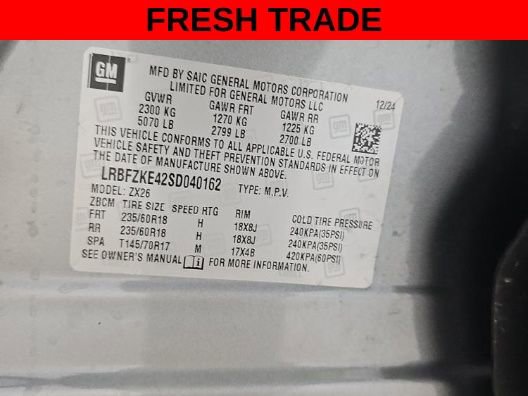 FRESH TRADE
GM
MFD BY SAIC GENERAL MOTORS CORPORATION
LIMITED FOR GENERAL MOTORS LLC
12/24
GVWR GAWR FRT GAWR RR
2300 KG 1270 KG 1225 KG
5070 LB 2799 LB 2700 LB
THIS VEHICLE CONFORMS TO ALL APPLICABLE U.S. FEDERAL MOTOR
VEHICLE SAFETY AND THEFT PREVENTION STANDARDS IN EFFECT ON
THE DATE OF MANUFACTURE SHOWN ABOVE.
LRBFZKE42SD040162 TYPE: M.P.V.
MODEL: ZX26
ZBCM TIRE SIZE SPEED RTG RIM COLD TIRE PRESSURE
FRT 235/60R18 H 18X8J 240KPA(35PSI)
RR 235/60R18 H 18X8J 240KPA(35PSI)
SPA T145/70R17 M 17X4B 420KPA(60PSI)
SEE OWNER'S MANUAL FOR MORE INFORMATION.